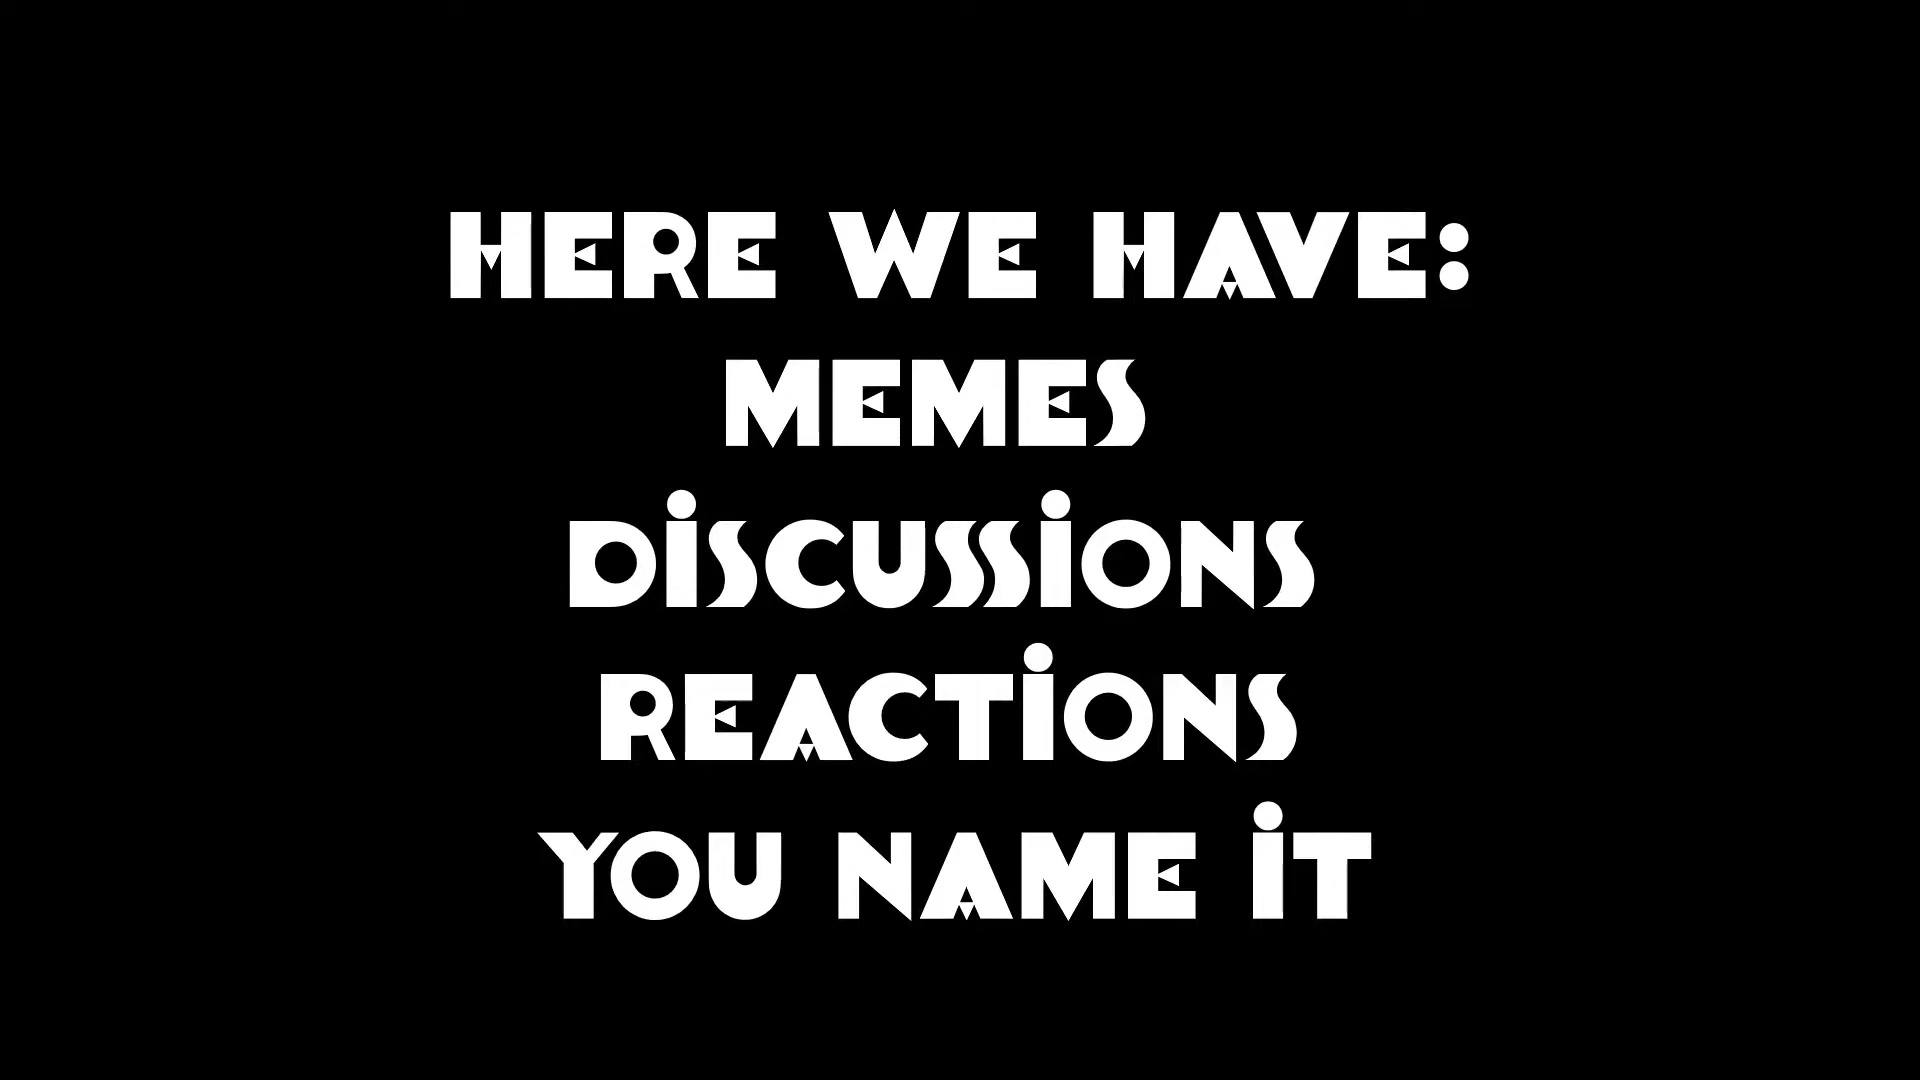 HERE WE HAVE:
MEMES
DiSCUSSiONS
REACTiONS
YOU NAME iT